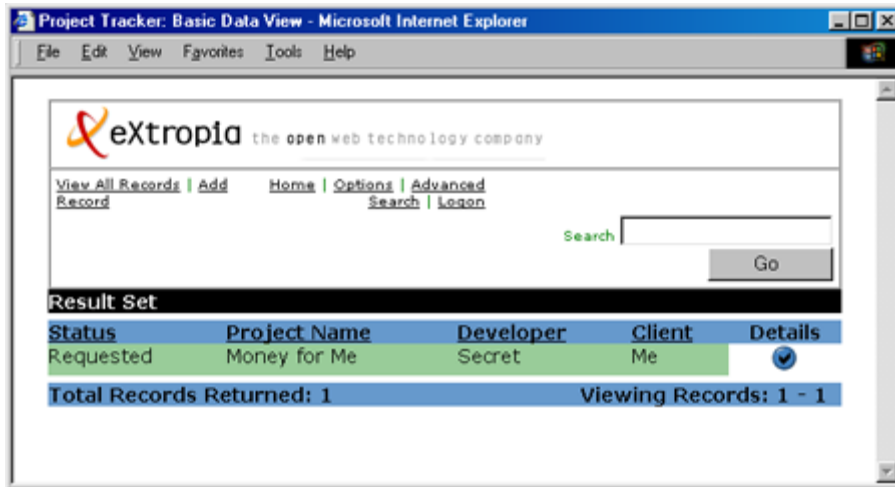 Project Tracker: Basic Data View - Microsoft Internet Explorer
File Edit View Favorites Tools Help
eXtropia the open web technology company
View All Records | Add Record
Home | Options | Advanced Search | Logon
Search
Go
Result Set
Status Project Name Developer Client Details
Requested Money for Me Secret Me
Total Records Returned: 1 Viewing Records: 1 - 1